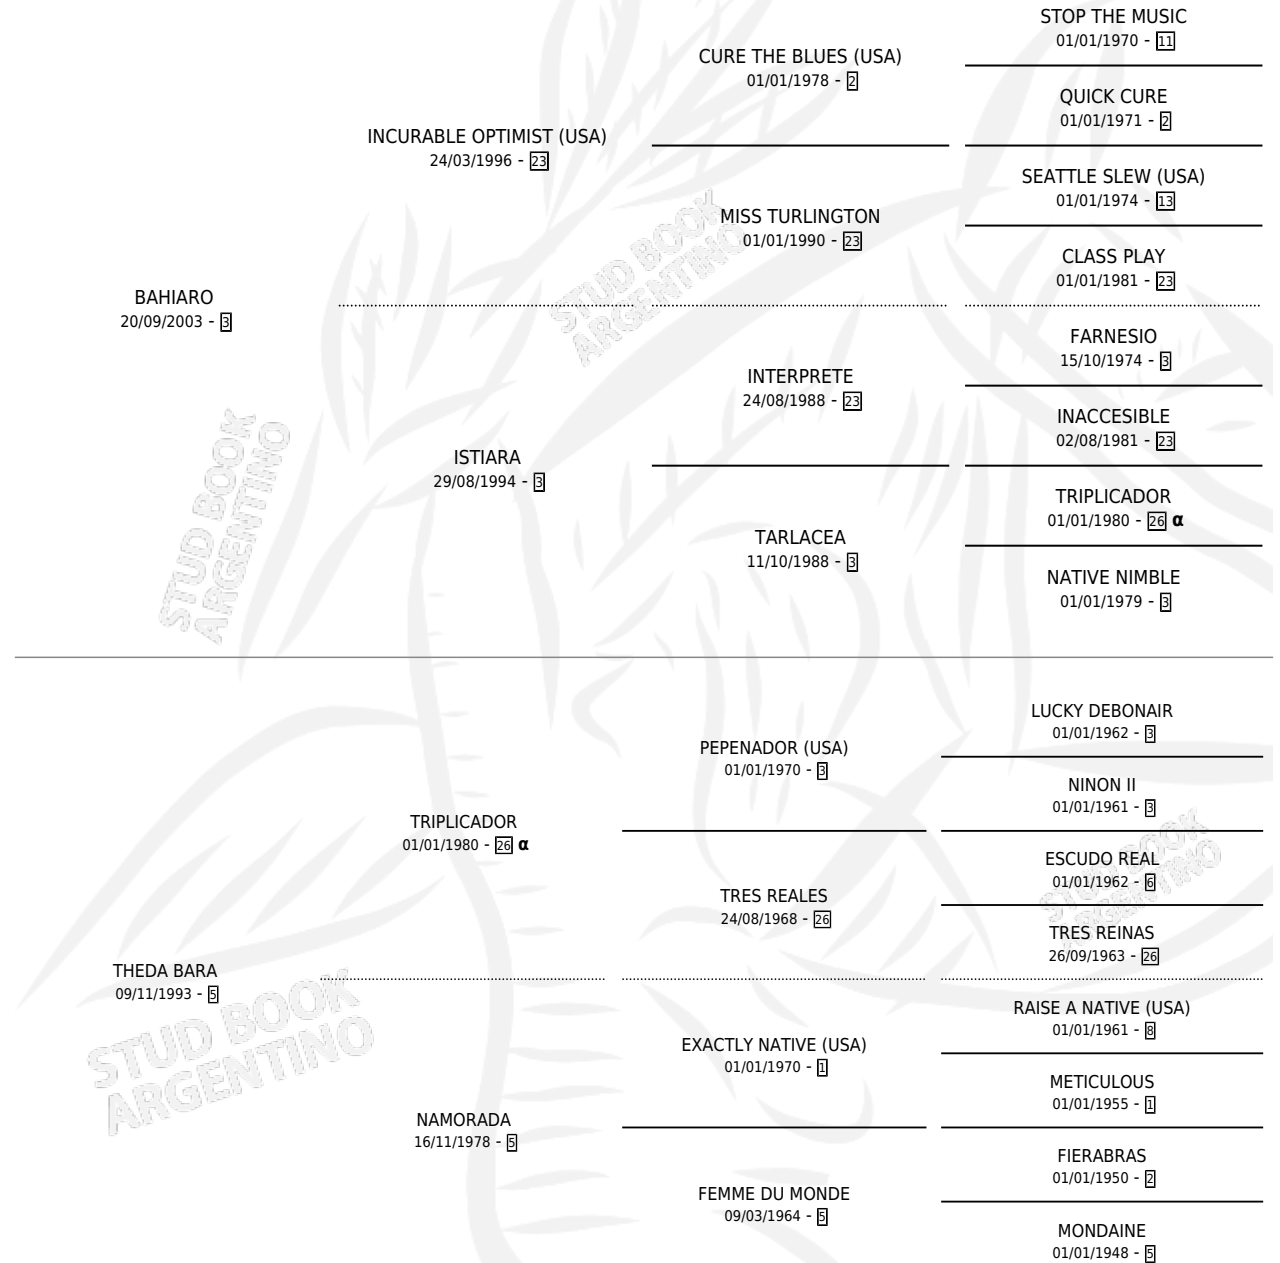 STOP THE MUSIC
01/01/1970 - 11
CURE THE BLUES (USA)
01/01/1978 - 2
QUICK CURE
01/01/1971 - 2
INCURABLE OPTIMIST (USA)
24/03/1996 - 23
SEATTLE SLEW (USA)
01/01/1974 - 13
MISS TURLINGTON
01/01/1990 - 23
CLASS PLAY
01/01/1981 - 23
BAHIARO
20/09/2003 - 3
FARNESIO
15/10/1974 - 3
INTERPRETE
24/08/1988 - 23
INACCESIBLE
02/08/1981 - 23
ISTIARA
29/08/1994 - 3
TRIPLICADOR
01/01/1980 - 26 α
TARLACEA
11/10/1988 - 3
NATIVE NIMBLE
01/01/1979 - 3
LUCKY DEBONAIR
01/01/1962 - 3
PEPENADOR (USA)
01/01/1970 - 3
NINON II
01/01/1961 - 3
TRIPLICADOR
01/01/1980 - 26 α
ESCUDO REAL
01/01/1962 - 6
TRES REALES
24/08/1968 - 26
TRES REINAS
26/09/1963 - 26
THEDA BARA
09/11/1993 - 5
RAISE A NATIVE (USA)
01/01/1961 - 8
EXACTLY NATIVE (USA)
01/01/1970 - 1
METICULOUS
01/01/1955 - 1
NAMORADA
16/11/1978 - 5
FIERABRAS
01/01/1950 - 2
FEMME DU MONDE
09/03/1964 - 5
MONDAINE
01/01/1948 - 5
STUD BOOK
ARGENTINO
STUD BOOK
ARGENTINO
STUD BOOK
ARGENTINO
STUD BOOK
ARGENTINO